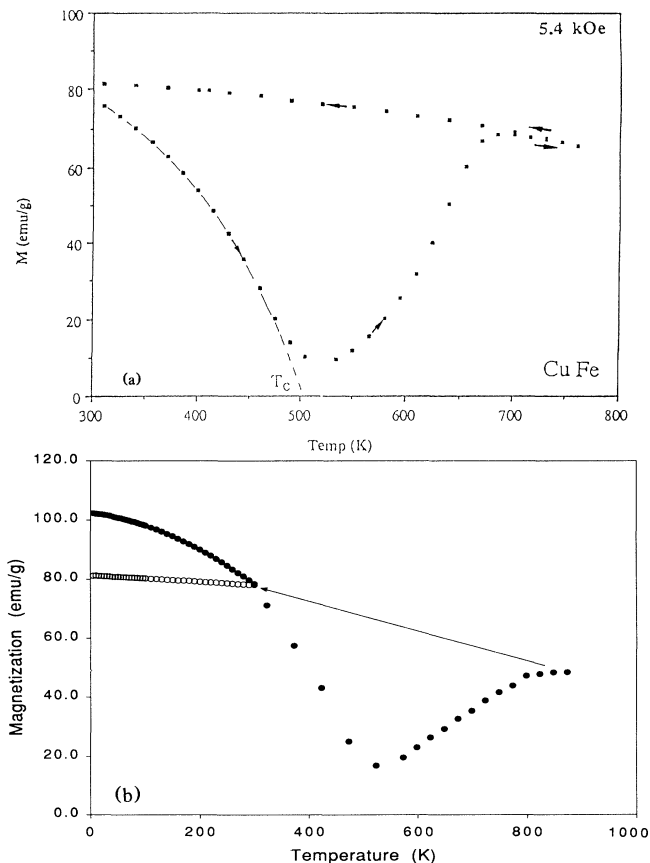 100
5.4 kOe
80
60
M (emu/g)
40
20
(a)
T_C
Cu Fe
0
300 400 500 600 700 800
Temp (K)
120.0
100.0
80.0
Magnetization (emu/g)
60.0
40.0
20.0
(b)
0.0
0 200 400 600 800 1000
Temperature (K)